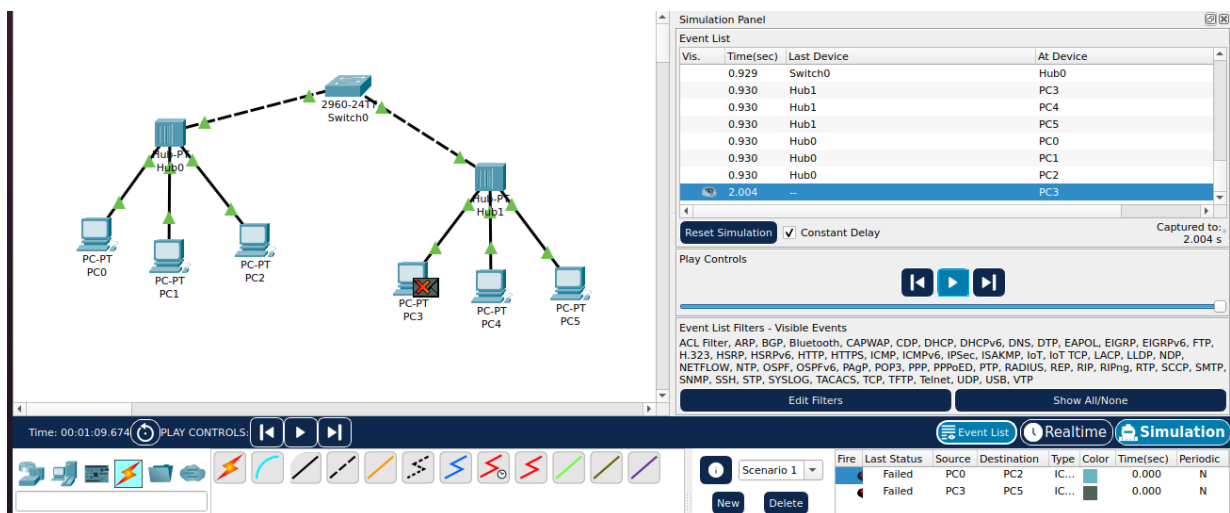 2960-24TT
Switch0
Hub-PT
Hub0
Hub-PT
Hub1
PC-PT
PC0
PC-PT
PC1
PC-PT
PC2
PC-PT
PC3
PC-PT
PC4
PC-PT
PC5
Simulation Panel
Event List
Vis. Time(sec) Last Device At Device
0.929 Switch0 Hub0
0.930 Hub1 PC3
0.930 Hub1 PC4
0.930 Hub1 PC5
0.930 Hub0 PC0
0.930 Hub0 PC1
0.930 Hub0 PC2
2.004 -- PC3
Reset Simulation Constant Delay Captured to:
2.004 s
Play Controls
Event List Filters - Visible Events
ACL Filter, ARP, BGP, Bluetooth, CAPWAP, CDP, DHCP, DHCPv6, DNS, DTP, EAPOL, EIGRP, EIGRPv6, FTP,
H.323, HSRP, HSRPv6, HTTP, HTTPS, ICMP, ICMPv6, IPSec, ISAKMP, IoT, IoT TCP, LACP, LLDP, NDP,
NETFLOW, NTP, OSPF, OSPFv6, PAgP, POP3, PPP, PPPoED, PTP, RADIUS, REP, RIP, RIPng, RTP, SCCP, SMTP,
SNMP, SSH, STP, SYSLOG, TACACS, TCP, TFTP, Telnet, UDP, USB, VTP
Edit Filters Show All/None
Time: 00:01:09.674 PLAY CONTROLS: Event List Realtime Simulation
Scenario 1
New Delete
Fire Last Status Source Destination Type Color Time(sec) Periodic
Failed PC0 PC2 IC... 0.000 N
Failed PC3 PC5 IC... 0.000 N